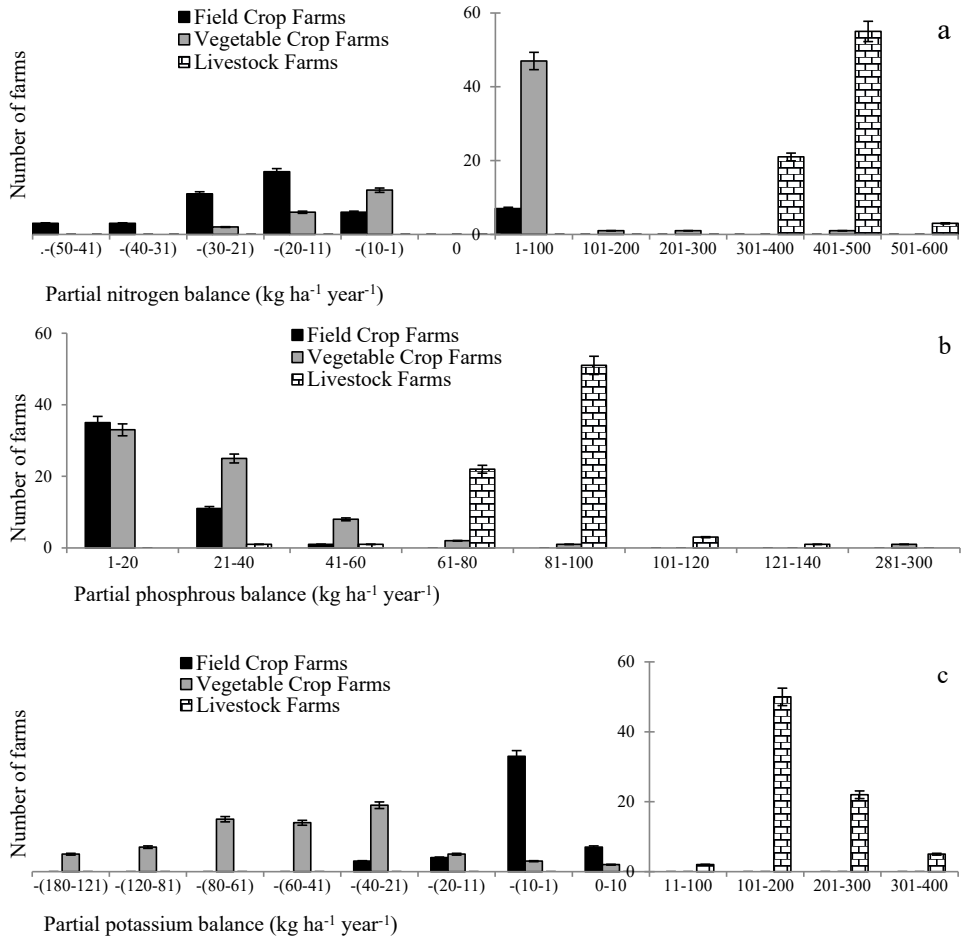 Field Crop Farms
Vegetable Crop Farms
Livestock Farms
a
Number of farms
60
40
20
0
.-(50-41) -(40-31) -(30-21) -(20-11) -(10-1) 0 1-100 101-200 201-300 301-400 401-500 501-600
Partial nitrogen balance (kg ha-1 year-1)
Field Crop Farms
Vegetable Crop Farms
Livestock Farms
b
Number of farms
60
40
20
0
1-20 21-40 41-60 61-80 81-100 101-120 121-140 281-300
Partial phosphrous balance (kg ha-1 year-1)
Field Crop Farms
Vegetable Crop Farms
Livestock Farms
c
Number of farms
60
40
20
0
-(180-121) -(120-81) -(80-61) -(60-41) -(40-21) -(20-11) -(10-1) 0-10 11-100 101-200 201-300 301-400
Partial potassium balance (kg ha-1 year-1)